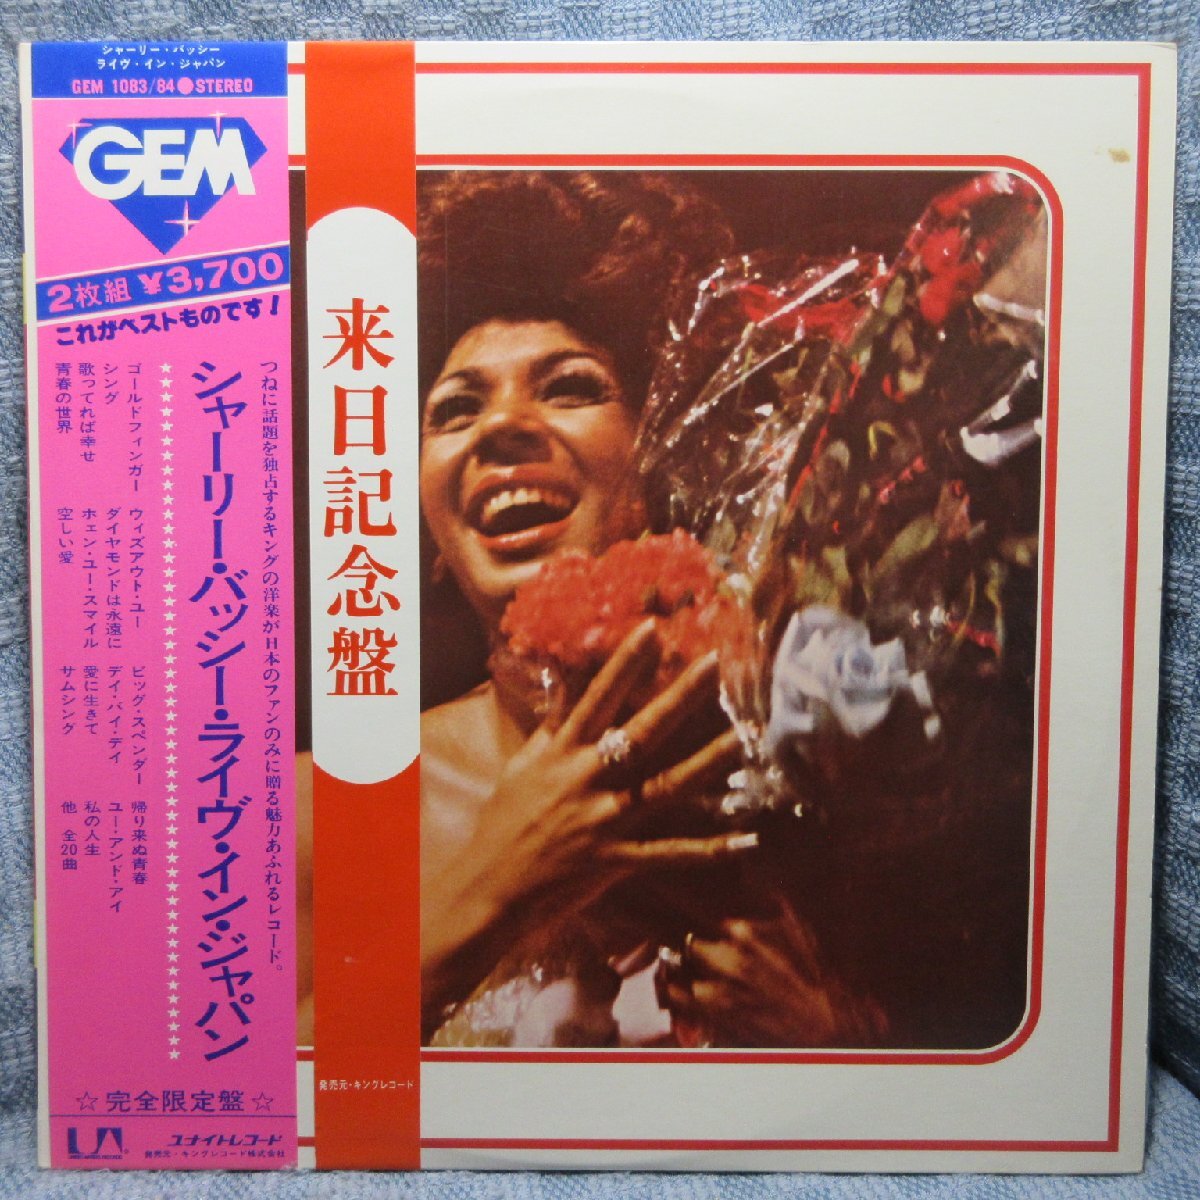 シャーリー・バッシー
ライヴ・イン・ジャパン
GEM 1083/84●STEREO
GEM
2枚組 ¥3,700
これがベストものです!
つねに話題を独占するキングの洋楽が日本のファンのみに贈る魅力あふれるレコード。
シャーリー・バッシー・ライヴ・イン・ジャパン
ゴールドフィンガー
シング
歌ってれば幸せ
青春の世界
ウィズアウト・ユー
ダイヤモンドは永遠に
ホェン・ユー・スマイル
空しい愛
ビッグ・スペンダー
デイ・バイ・デイ
愛に生きて
サムシング
帰り来ぬ青春
ユー・アンド・アイ
私の人生
他 全20曲
☆完全限定盤☆
UA
UNITED ARTISTS RECORDS
ユナイトレコード
発売元・キングレコード株式会社
来日記念盤
発売元・キングレコード